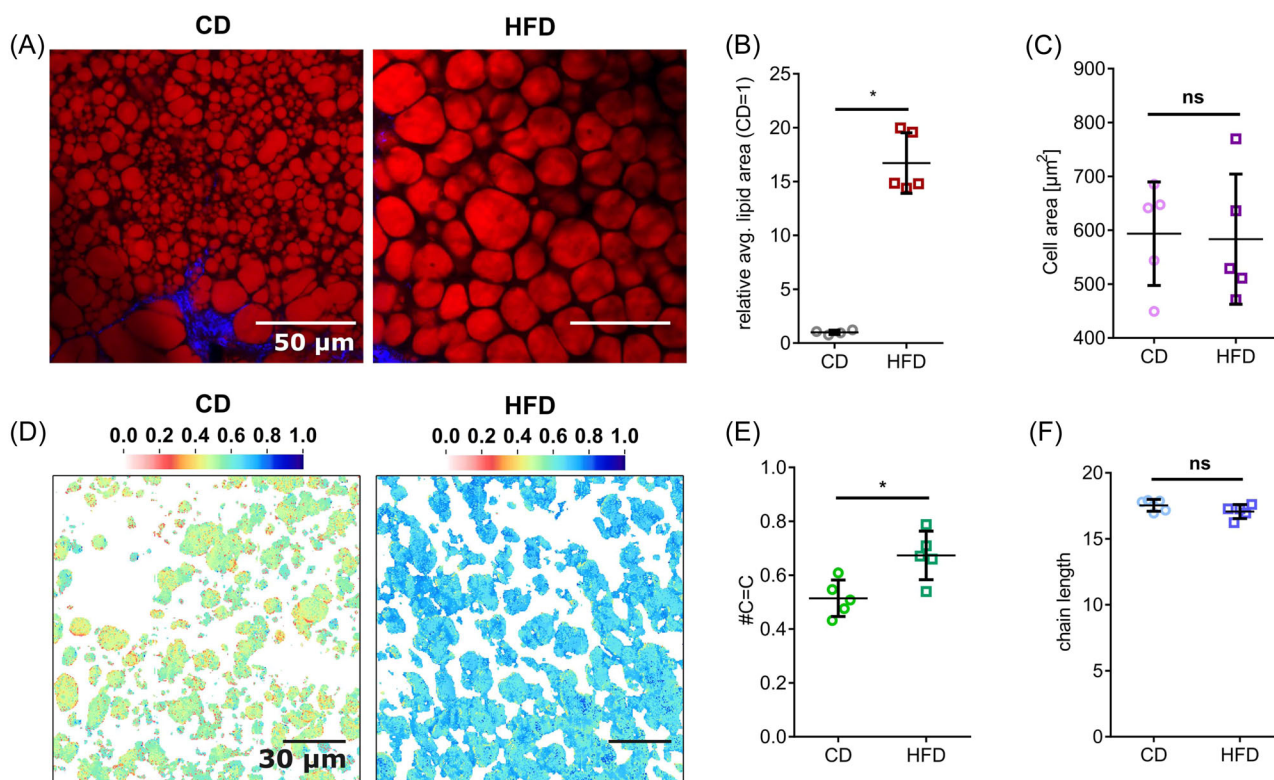 (A)
CD
HFD
50 µm
(B)
relative avg. lipid area (CD=1)
25
20
15
10
5
0
*
CD
HFD
(C)
Cell area [µm²]
900
800
700
600
500
400
ns
CD
HFD
(D)
CD
0.0 0.2 0.4 0.6 0.8 1.0
30 µm
HFD
0.0 0.2 0.4 0.6 0.8 1.0
(E)
#C=C
1.0
0.8
0.6
0.4
0.2
0.0
*
CD
HFD
(F)
chain length
20
15
10
5
0
ns
CD
HFD